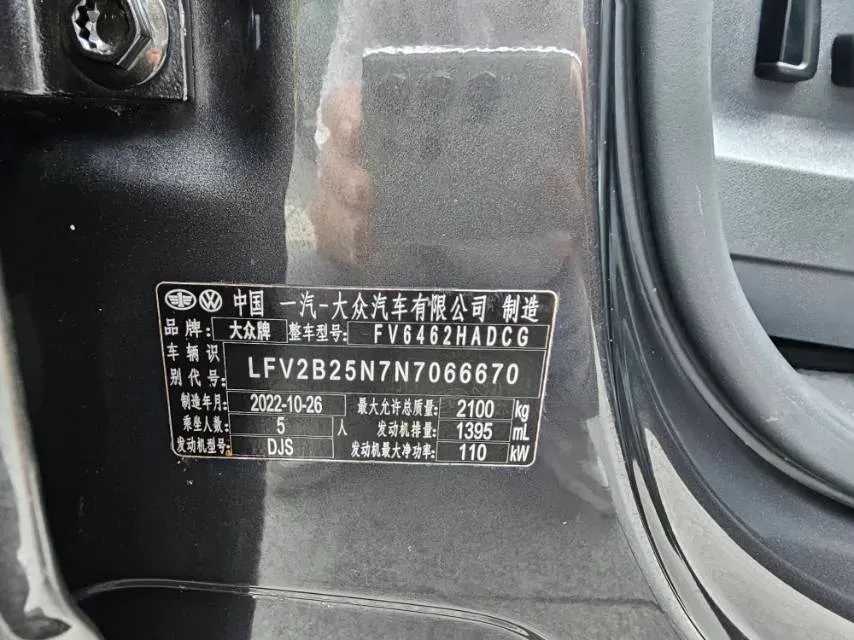 中国 一汽-大众汽车有限公司 制造
品牌: 大众牌 整车型号: FV6462HADCG
车辆识别代号: LFV2B25N7N7066670
制造年月: 2022-10-26 最大允许总质量: 2100 kg
乘坐人数: 5 人 发动机排量: 1395 mL
发动机型号: DJS 发动机最大净功率: 110 kW